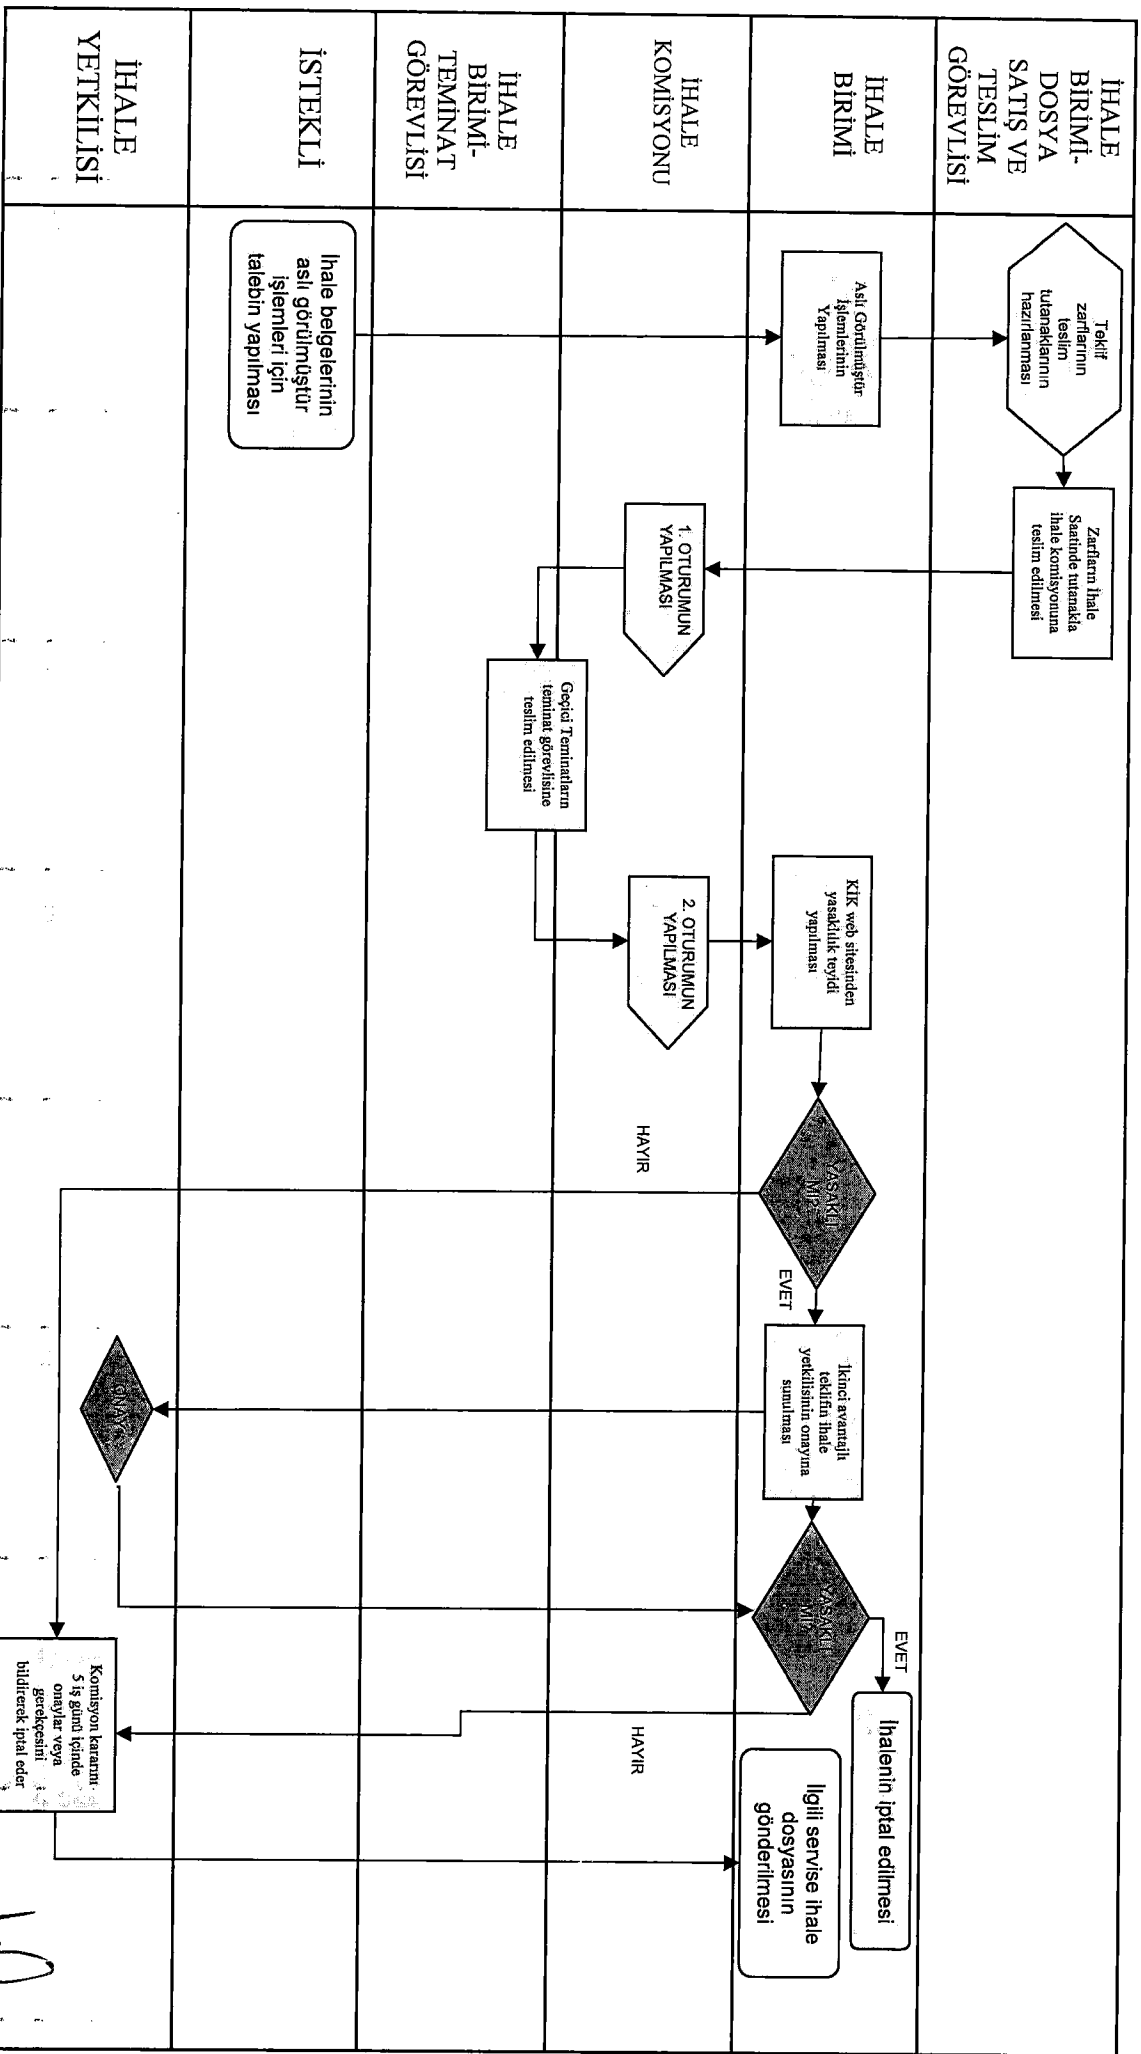 İHALE
BİRİMİ-
DOSYA
SATIŞ VE
TESLİM
GÖREVLİSİ
Teklif
zarflarının
teslim
tutanaklarının
hazırlanması
Zarfların İhale
Saatinde tutanakla
ihale komisyonuna
teslim edilmesi
İHALE
BİRİMİ
Aslı Görülmüştür
İşlemlerinin
Yapılması
KİK web sitesinden
yasaklılık teyidi
yapılması
YASAKLI
MI?
EVET
İkinci avantajlı
teklifin ihale
yetkilisinin onayına
sunulması
YASAKLI
MI?
EVET
İhalenin iptal edilmesi
İlgili servise ihale
dosyasının
gönderilmesi
İHALE
KOMİSYONU
1. OTURUMUN
YAPILMASI
2. OTURUMUN
YAPILMASI
HAYIR
HAYIR
İHALE
BİRİMİ-
TEMİNAT
GÖREVLİSİ
Geçici Teminatların
teminat görevlisine
teslim edilmesi
İSTEKLİ
İhale belgelerinin
aslı görülmüştür
işlemleri için
talebin yapılması
İHALE
YETKİLİSİ
ONAY
Komisyon kararını
5 iş günü içinde
onaylar veya
gerekçesini
bildirerek iptal eder